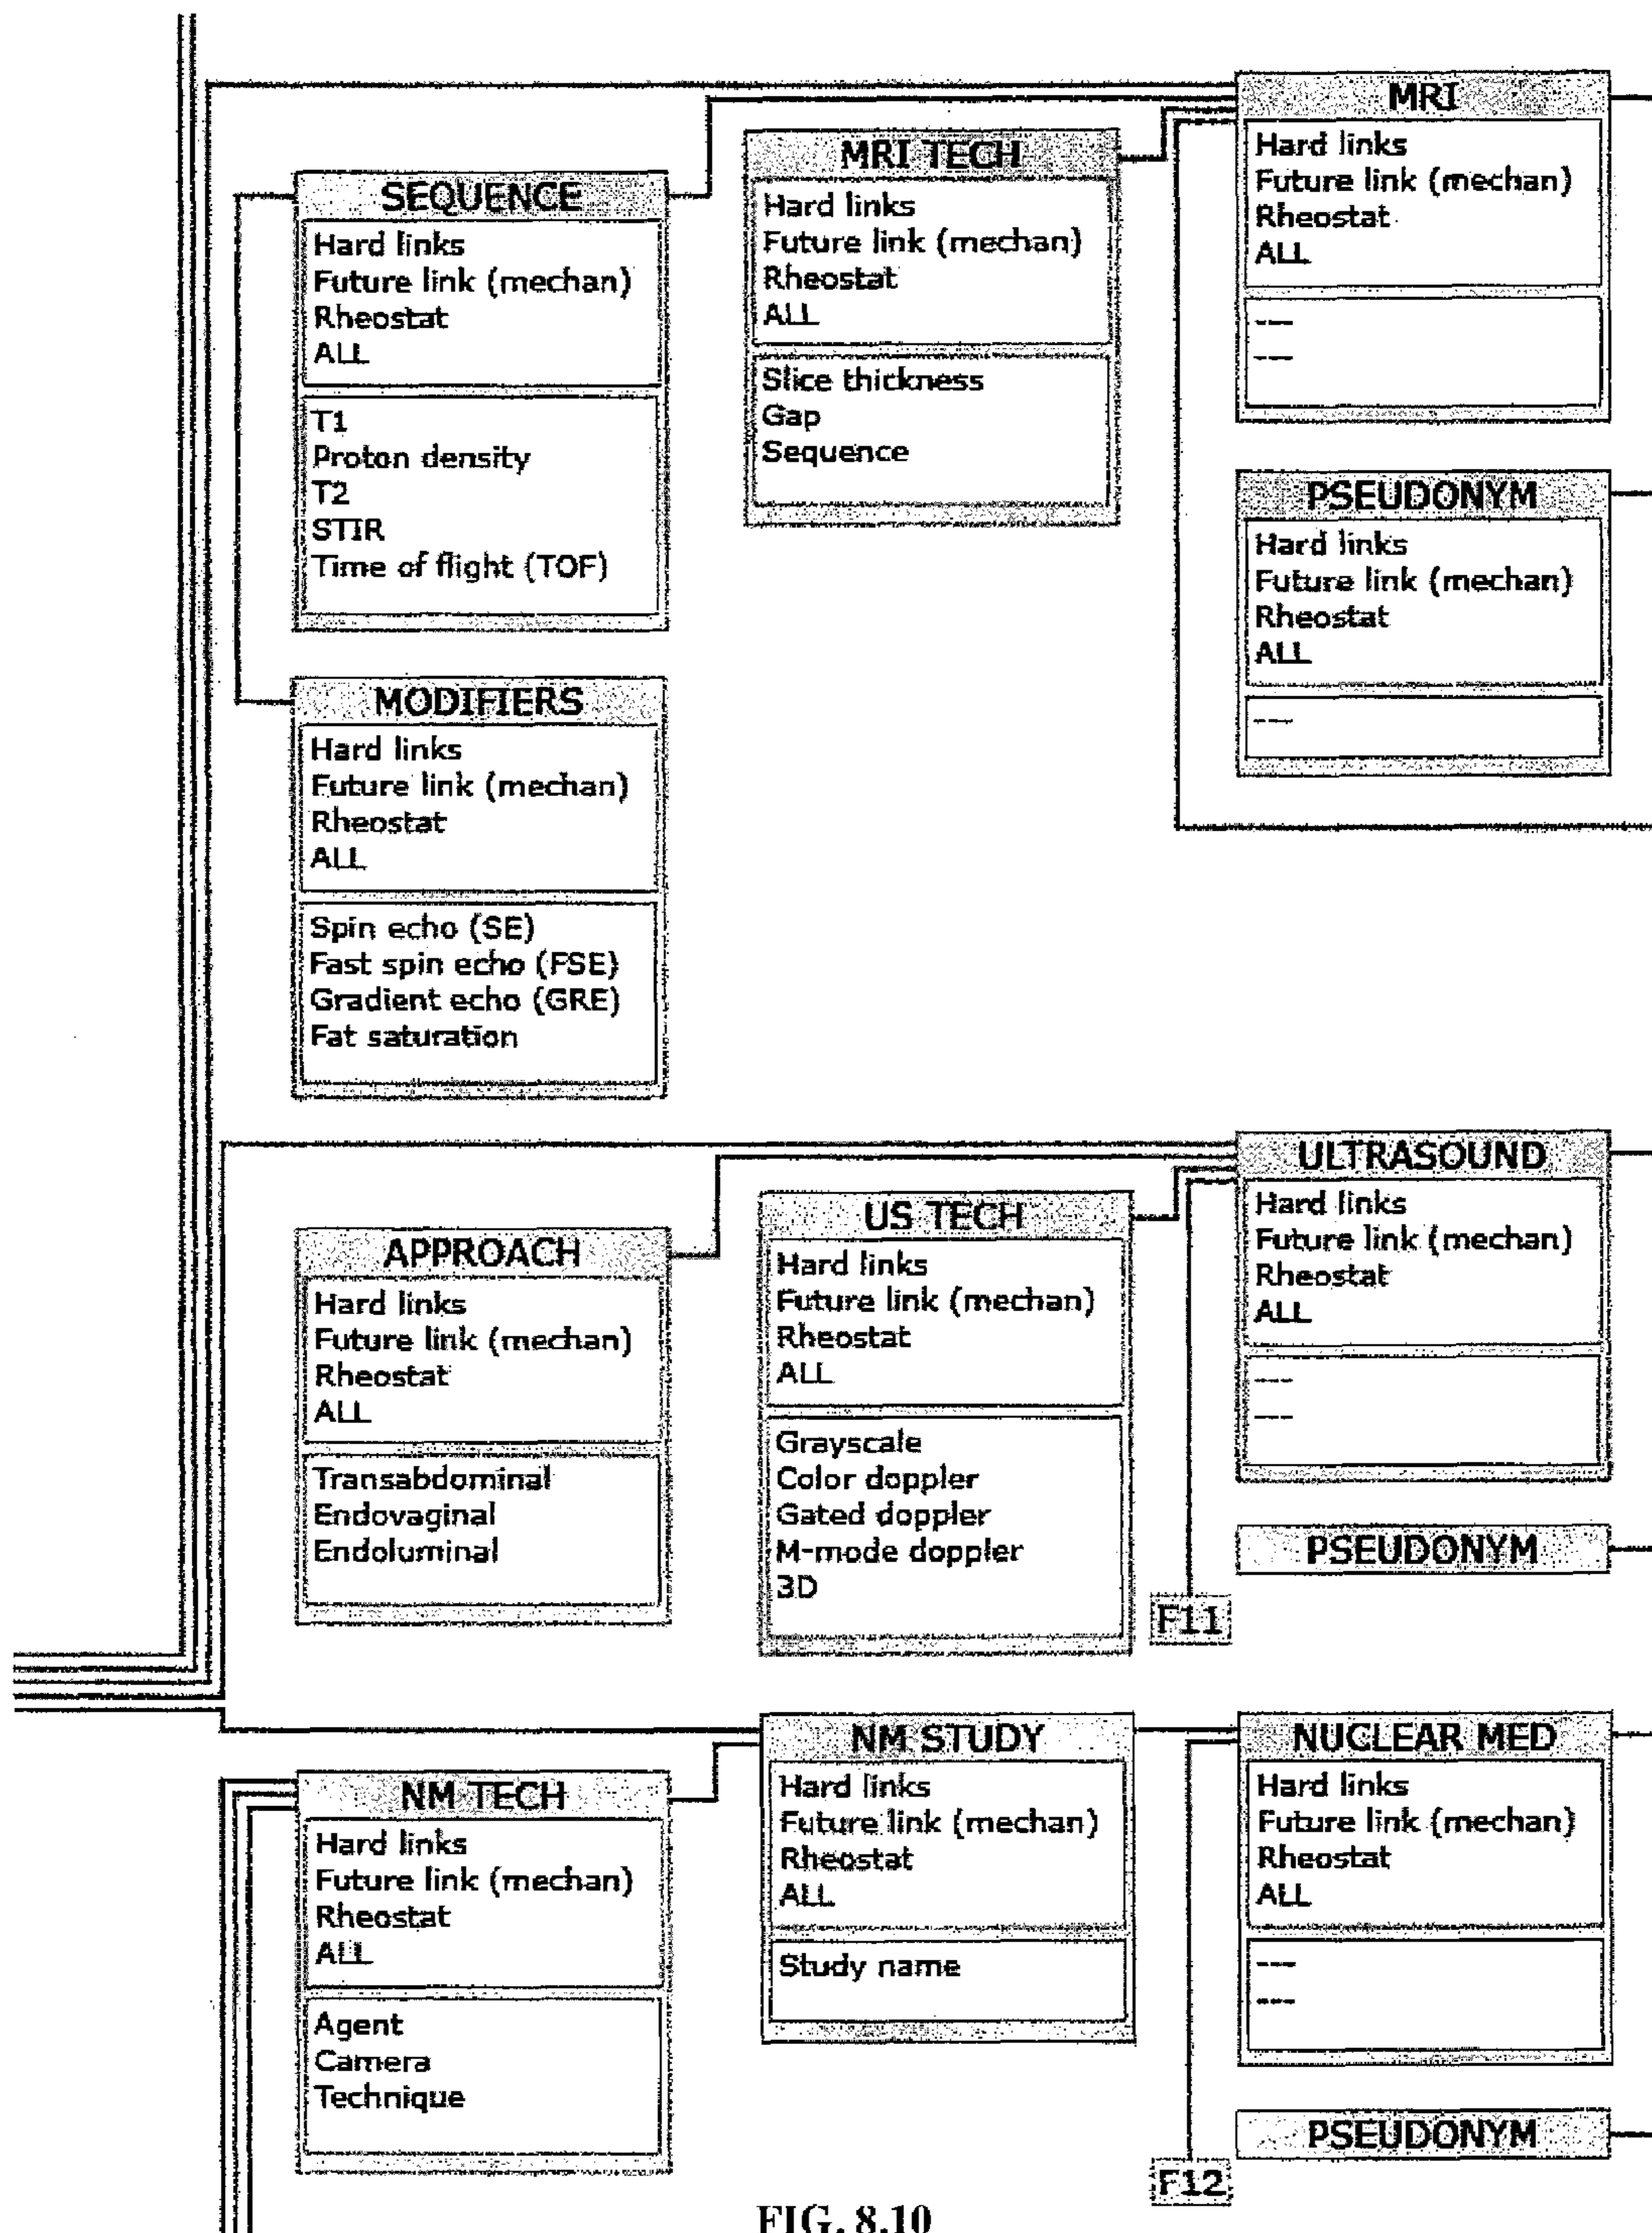 MRI
Hard links
Future link (mechan)
Rheostat
ALL
---
---
MRI TECH
Hard links
Future link (mechan)
Rheostat
ALL
Slice thickness
Gap
Sequence
SEQUENCE
Hard links
Future link (mechan)
Rheostat
ALL
T1
Proton density
T2
STIR
Time of flight (TOF)
PSEUDONYM
Hard links
Future link (mechan)
Rheostat
ALL
---
MODIFIERS
Hard links
Future link (mechan)
Rheostat
ALL
Spin echo (SE)
Fast spin echo (FSE)
Gradient echo (GRE)
Fat saturation
ULTRASOUND
Hard links
Future link (mechan)
Rheostat
ALL
---
---
US TECH
Hard links
Future link (mechan)
Rheostat
ALL
Grayscale
Color doppler
Gated doppler
M-mode doppler
3D
APPROACH
Hard links
Future link (mechan)
Rheostat
ALL
Transabdominal
Endovaginal
Endoluminal
PSEUDONYM
F11
NUCLEAR MED
Hard links
Future link (mechan)
Rheostat
ALL
---
---
NM STUDY
Hard links
Future link (mechan)
Rheostat
ALL
Study name
NM TECH
Hard links
Future link (mechan)
Rheostat
ALL
Agent
Camera
Technique
PSEUDONYM
F12
FIG. 8.10